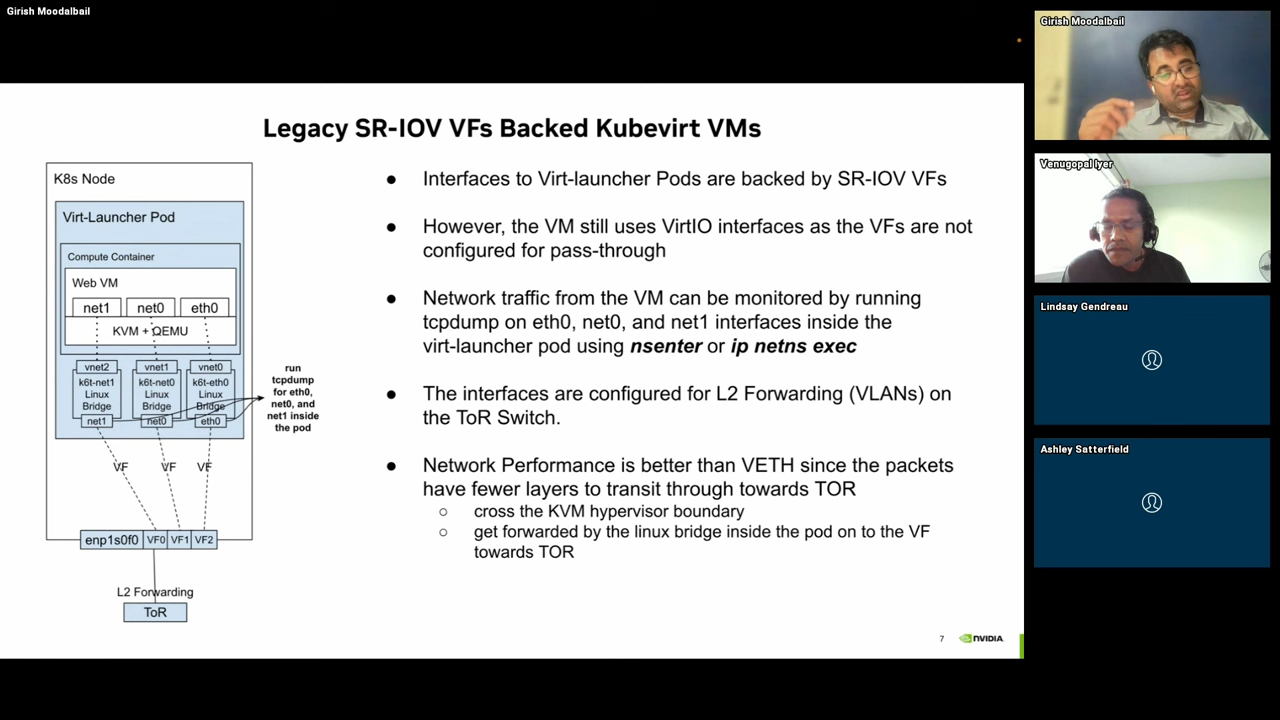 Girish Moodalbail
Legacy SR-IOV VFs Backed Kubevirt VMs
K8s Node
Virt-Launcher Pod
Compute Container
Web VM
net1 net0 eth0
KVM + QEMU
vnet2 vnet1 vnet0
k6t-net1 Linux Bridge
k6t-net0 Linux Bridge
k6t-eth0 Linux Bridge
net1 net0 eth0
run
tcpdump
for eth0,
net0, and
net1 inside
the pod
VF VF VF
enp1s0f0 VF0 VF1 VF2
L2 Forwarding
ToR
● Interfaces to Virt-launcher Pods are backed by SR-IOV VFs
● However, the VM still uses VirtIO interfaces as the VFs are not
configured for pass-through
● Network traffic from the VM can be monitored by running
tcpdump on eth0, net0, and net1 interfaces inside the
virt-launcher pod using nsenter or ip netns exec
● The interfaces are configured for L2 Forwarding (VLANs) on
the ToR Switch.
● Network Performance is better than VETH since the packets
have fewer layers to transit through towards TOR
○ cross the KVM hypervisor boundary
○ get forwarded by the linux bridge inside the pod on to the VF
towards TOR
7 NVIDIA
Girish Moodalbail
Venugopal Iyer
Lindsay Gendreau
Ashley Satterfield